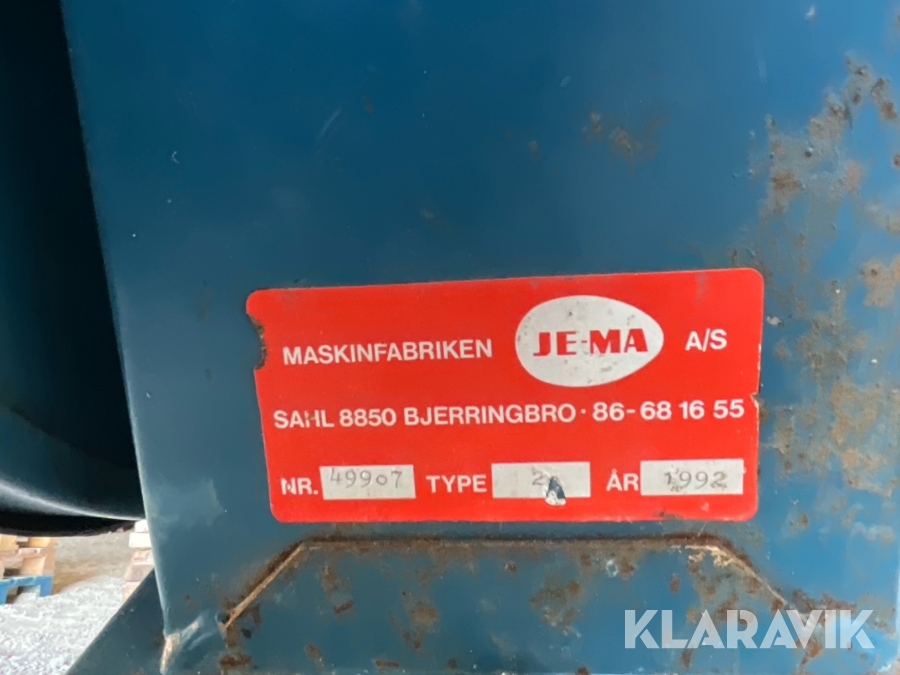 MASKINFABRIKEN JE-MA A/S
SAHL 8850 BJERRINGBRO · 86-68 16 55
NR. 49907 TYPE ÅR 1992
KLARAVIK